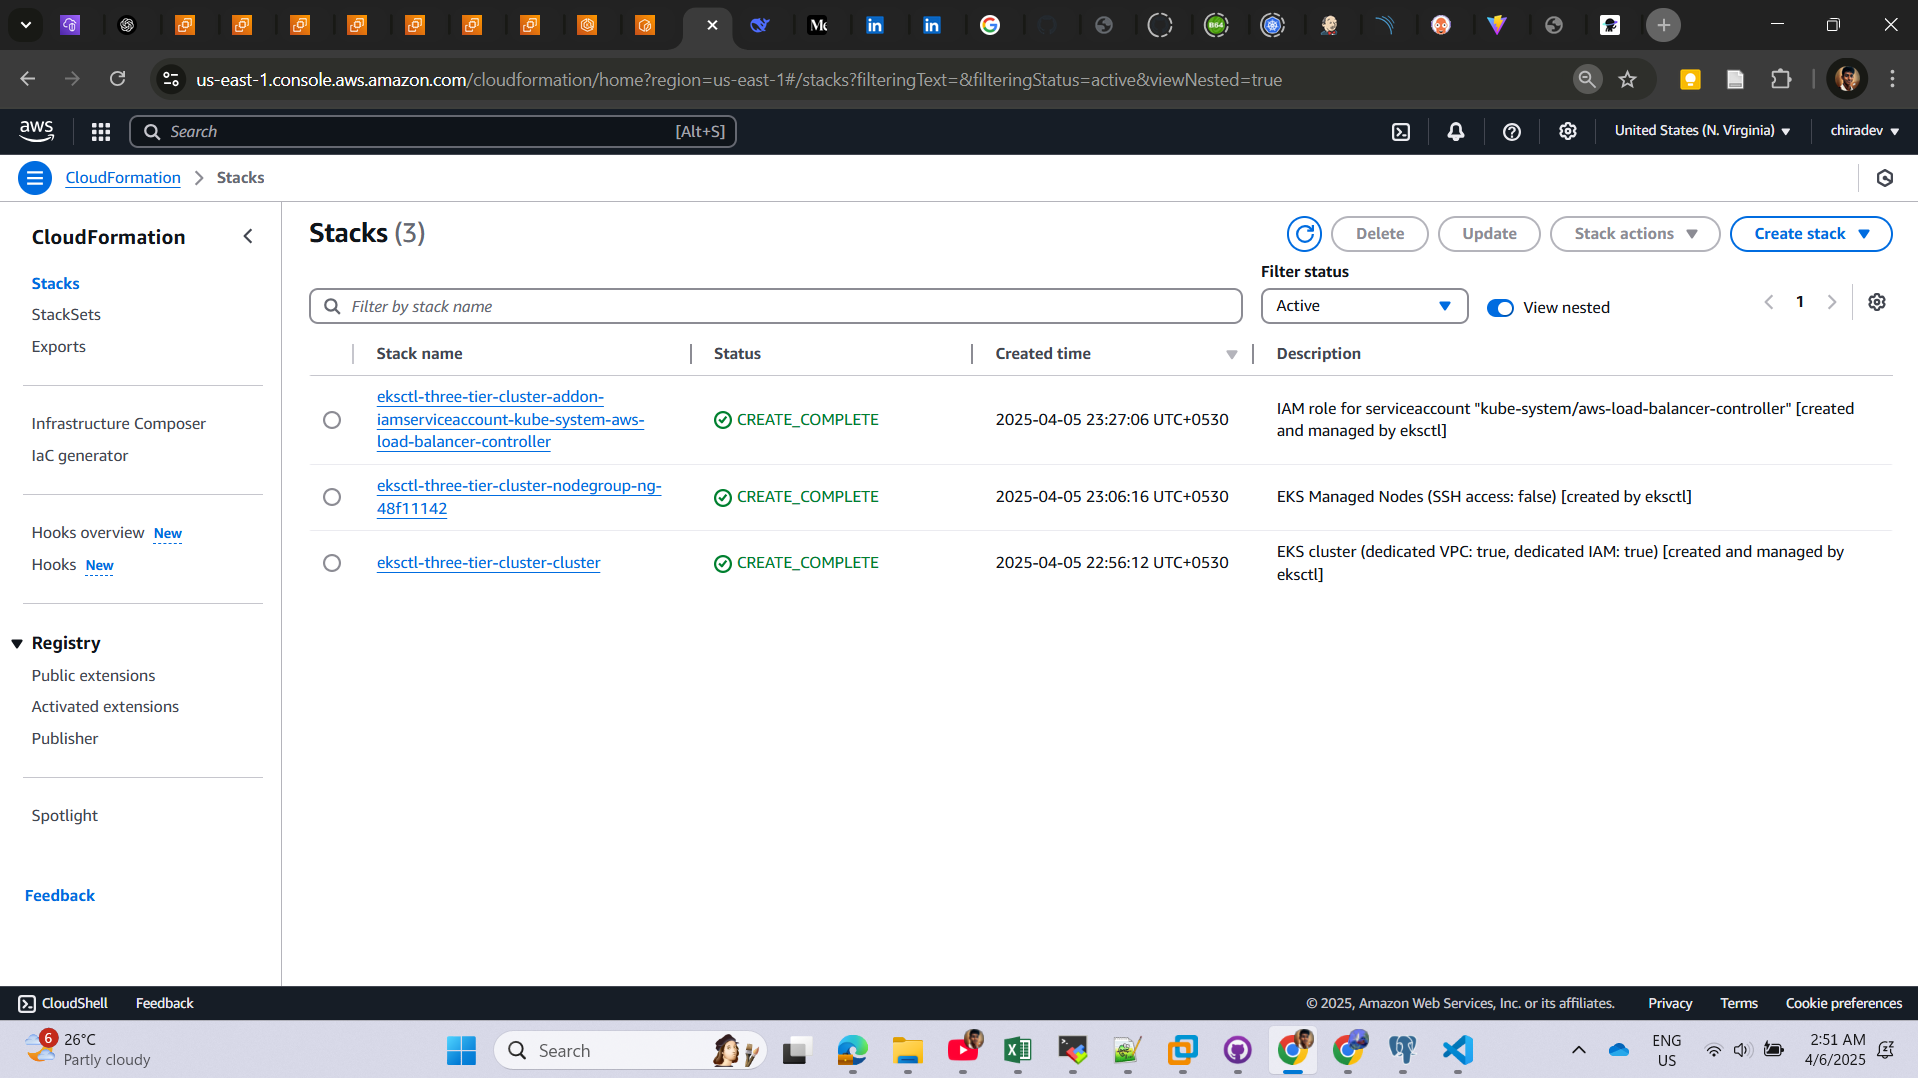 us-east-1.console.aws.amazon.com/cloudformation/home?region=us-east-1#/stacks?filteringText=&filteringStatus=active&viewNested=true
aws
Search
[Alt+S]
United States (N. Virginia)
chiradev
CloudFormation
Stacks
CloudFormation
Stacks
StackSets
Exports
Infrastructure Composer
IaC generator
Hooks overview New
Hooks New
Registry
Public extensions
Activated extensions
Publisher
Spotlight
Feedback
Stacks (3)
Delete
Update
Stack actions
Create stack
Filter status
Filter by stack name
Active
View nested
1
Stack name
Status
Created time
Description
eksctl-three-tier-cluster-addon-
iamserviceaccount-kube-system-aws-
load-balancer-controller
CREATE_COMPLETE
2025-04-05 23:27:06 UTC+0530
IAM role for serviceaccount "kube-system/aws-load-balancer-controller" [created
and managed by eksctl]
eksctl-three-tier-cluster-nodegroup-ng-
48f11142
CREATE_COMPLETE
2025-04-05 23:06:16 UTC+0530
EKS Managed Nodes (SSH access: false) [created by eksctl]
eksctl-three-tier-cluster-cluster
CREATE_COMPLETE
2025-04-05 22:56:12 UTC+0530
EKS cluster (dedicated VPC: true, dedicated IAM: true) [created and managed by
eksctl]
CloudShell
Feedback
© 2025, Amazon Web Services, Inc. or its affiliates.
Privacy
Terms
Cookie preferences
6
26°C
Partly cloudy
Search
ENG
US
2:51 AM
4/6/2025